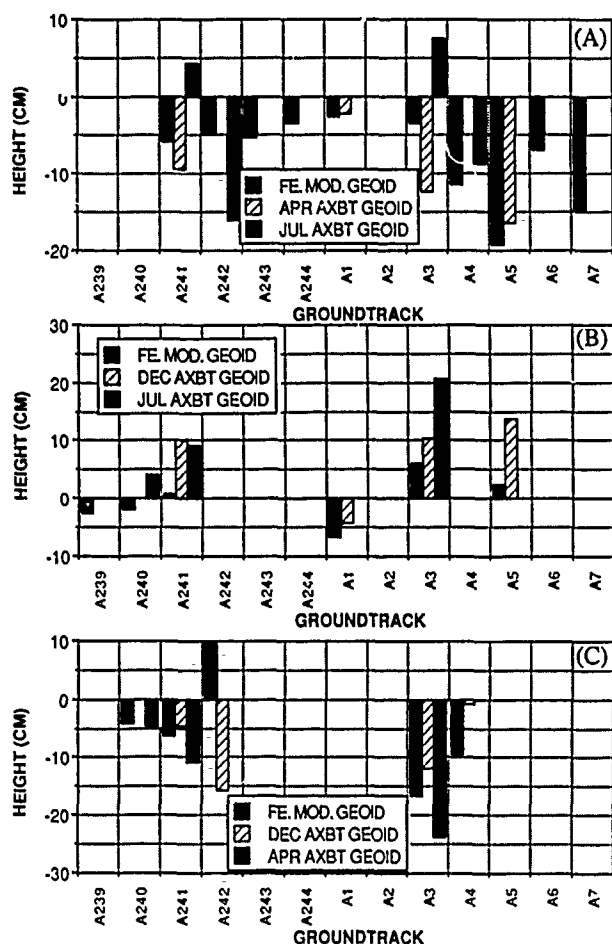 (A)
10
0
-10
-20
HEIGHT (CM)
FE. MOD. GEOID
APR AXBT GEOID
JUL AXBT GEOID
A239
A240
A241
A242
A243
A244
A1
A2
A3
A4
A5
A6
A7
GROUNDTRACK
(B)
30
20
10
0
-10
HEIGHT (CM)
FE. MOD. GEOID
DEC AXBT GEOID
JUL AXBT GEOID
A239
A240
A241
A242
A243
A244
A1
A2
A3
A4
A5
A6
A7
GROUNDTRACK
(C)
10
0
-10
-20
-30
HEIGHT (CM)
FE. MOD. GEOID
DEC AXBT GEOID
APR AXBT GEOID
A239
A240
A241
A242
A243
A244
A1
A2
A3
A4
A5
A6
A7
GROUNDTRACK